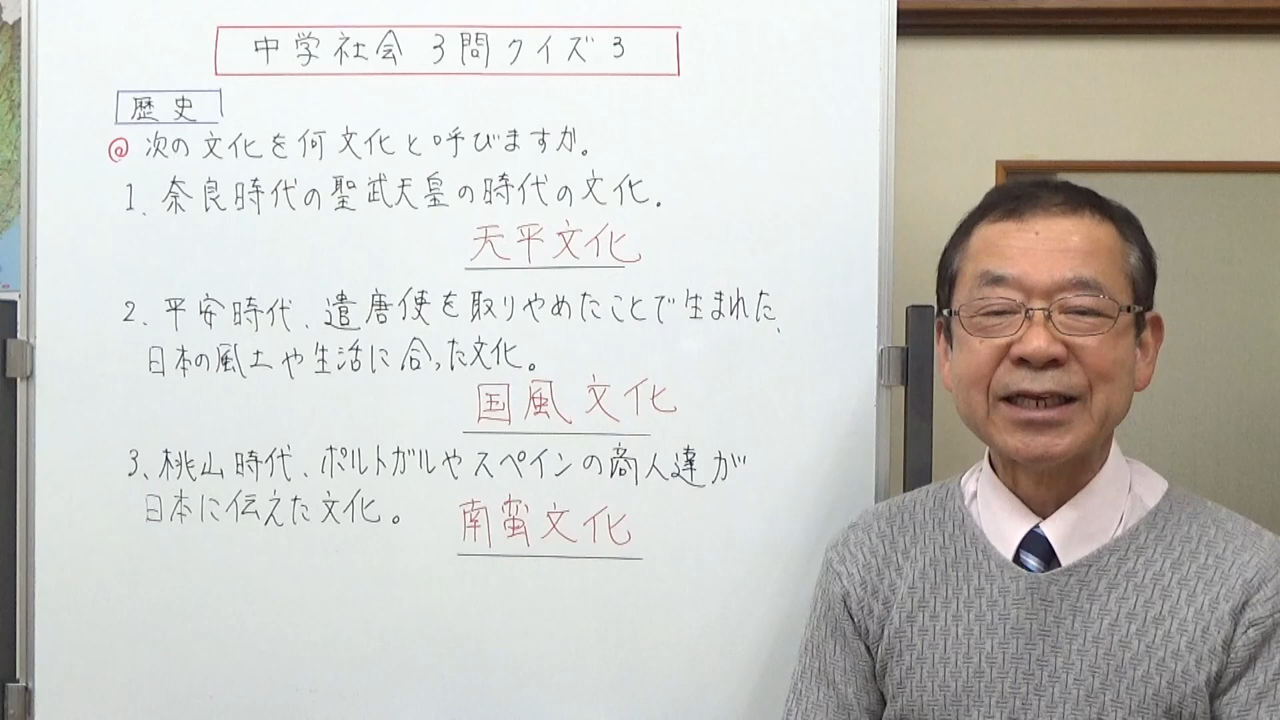 中学社会 3問クイズ3
歴史
@ 次の文化を何文化と呼びますか。
1、奈良時代の聖武天皇の時代の文化。
天平文化
2、平安時代、遣唐使を取りやめたことで生まれた、
日本の風土や生活に合った文化。
国風文化
3、桃山時代、ポルトガルやスペインの商人達が
日本に伝えた文化。
南蛮文化